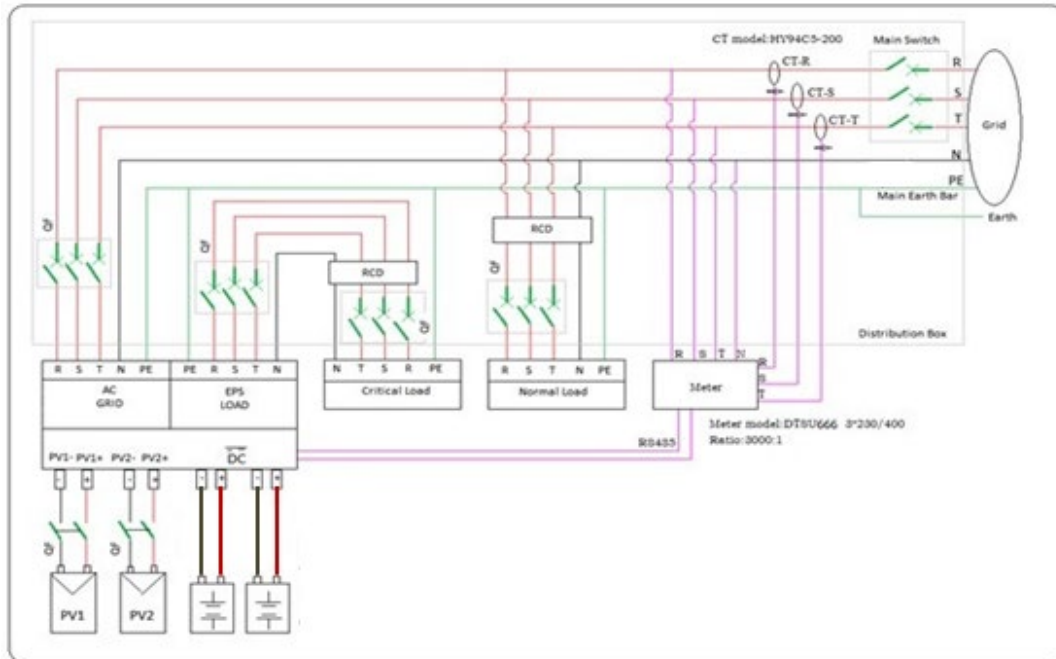 CT model:HY94C5-200
Main Switch
CT-R
R
CT-S
S
CT-T
T
Grid
N
PE
Main Earth Bar
Earth
QF
QF
RCD
QF
RCD
QF
Distribution Box
R S T N PE
PE R S T N
N T S R PE
R S T N PE
R S T N
R
S
T
AC
GRID
EPS
LOAD
Critical Load
Normal Load
Meter
Meter model:DTSU666 3*230/400
Ratio:3000:1
RS485
PV1- PV1+ PV2- PV2+
DC
- + - + - + - +
QF
QF
PV1
PV2